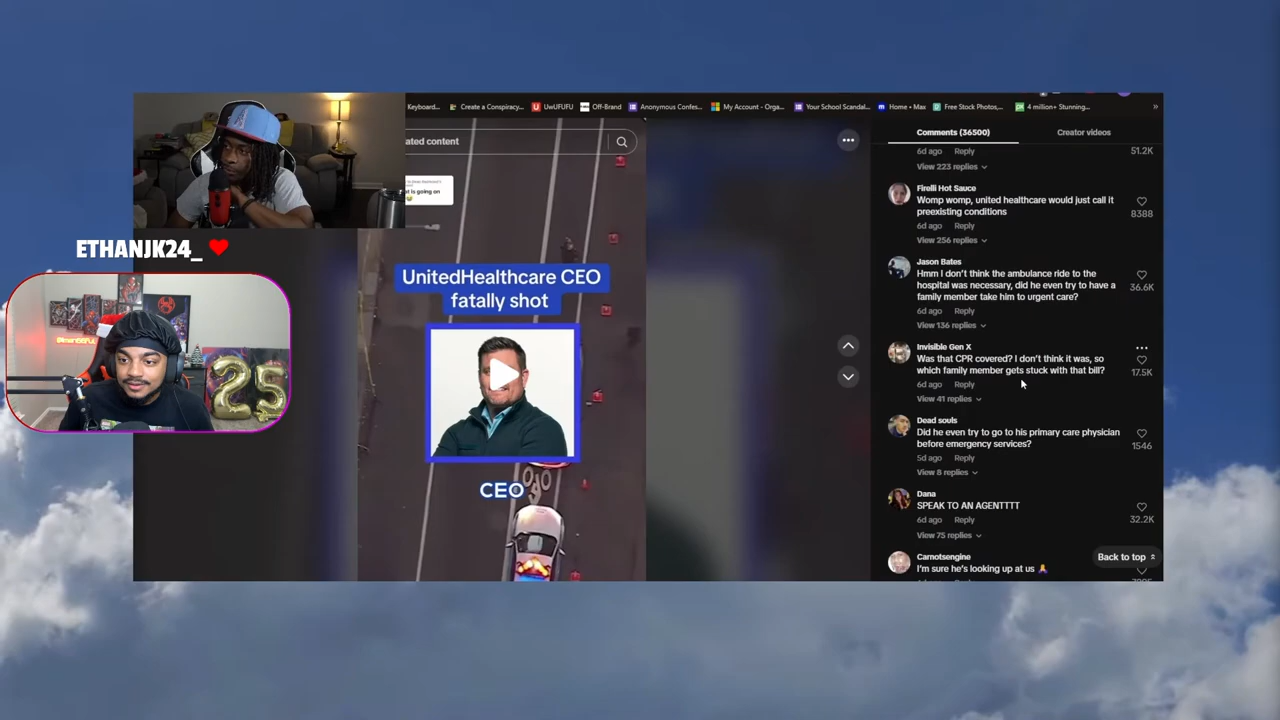 Keyboard...
Create a Conspiracy...
UwUFUFU
Off-Brand
Anonymous Confes...
My Account - Orga...
Your School Scandal...
Home • Max
Free Stock Photos,...
4 million+ Stunning...
»
ated content
t is going on
ETHANJK24_
25
UnitedHealthcare CEO
fatally shot
CEO
Comments (36500)
Creator videos
6d ago Reply
51.2K
View 223 replies
Firelli Hot Sauce
Womp womp, united healthcare would just call it
preexisting conditions
8388
6d ago Reply
View 256 replies
Jason Bates
Hmm I don't think the ambulance ride to the
hospital was necessary, did he even try to have a
family member take him to urgent care?
36.6K
6d ago Reply
View 136 replies
Invisible Gen X
Was that CPR covered? I don't think it was, so
which family member gets stuck with that bill?
17.5K
6d ago Reply
View 41 replies
Dead souls
Did he even try to go to his primary care physician
before emergency services?
1546
5d ago Reply
View 8 replies
Dana
SPEAK TO AN AGENTTTT
32.2K
6d ago Reply
View 75 replies
Carnotsengine
I'm sure he's looking up at us
Back to top